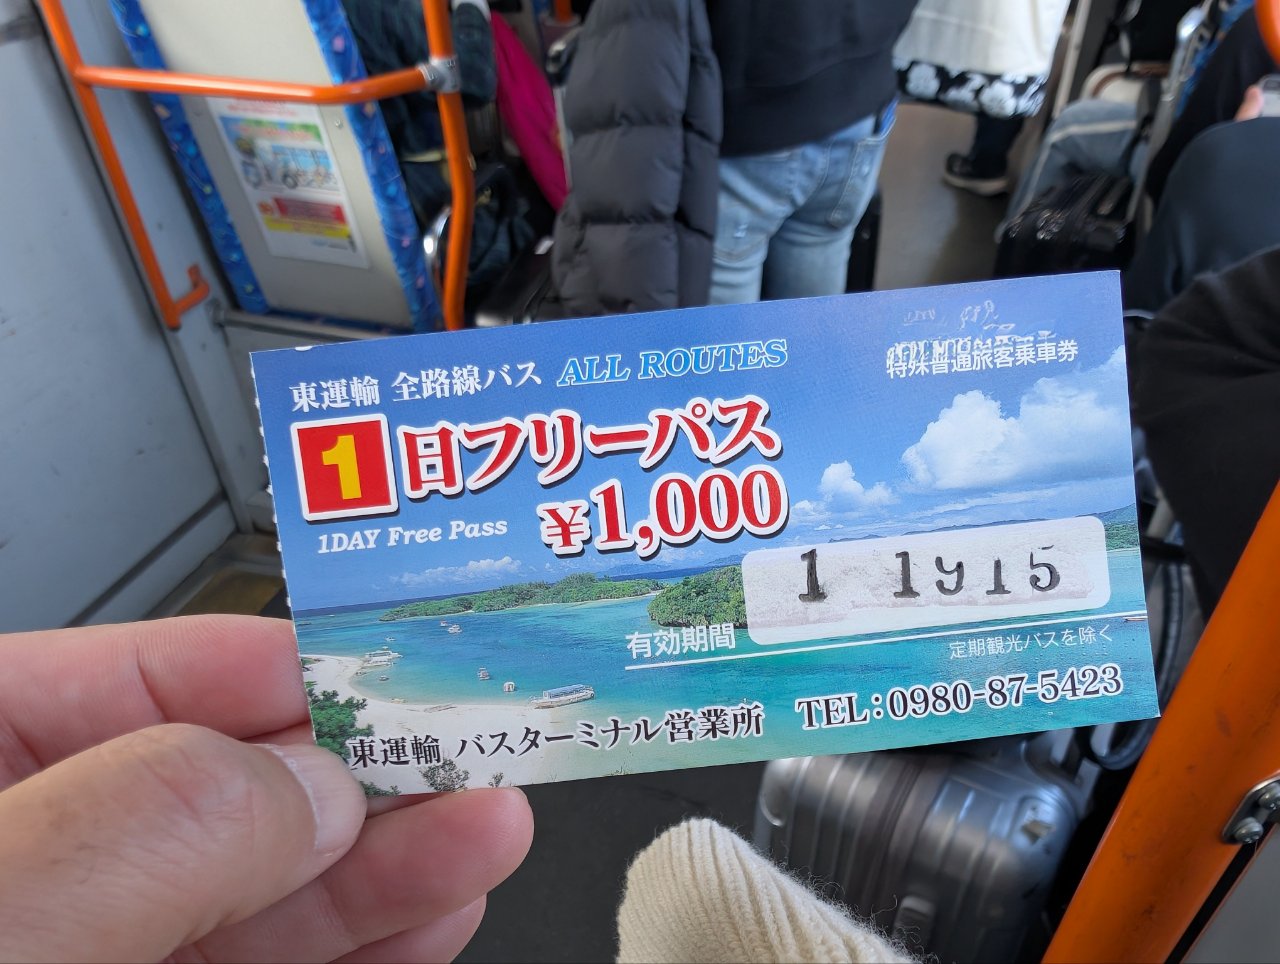 東運輸 全路線バス ALL ROUTES
特殊普通旅客乗車券
1日フリーパス
¥1,000
1DAY Free Pass
1 1915
有効期間
定期観光バスを除く
東運輸 バスターミナル営業所 TEL:0980-87-5423